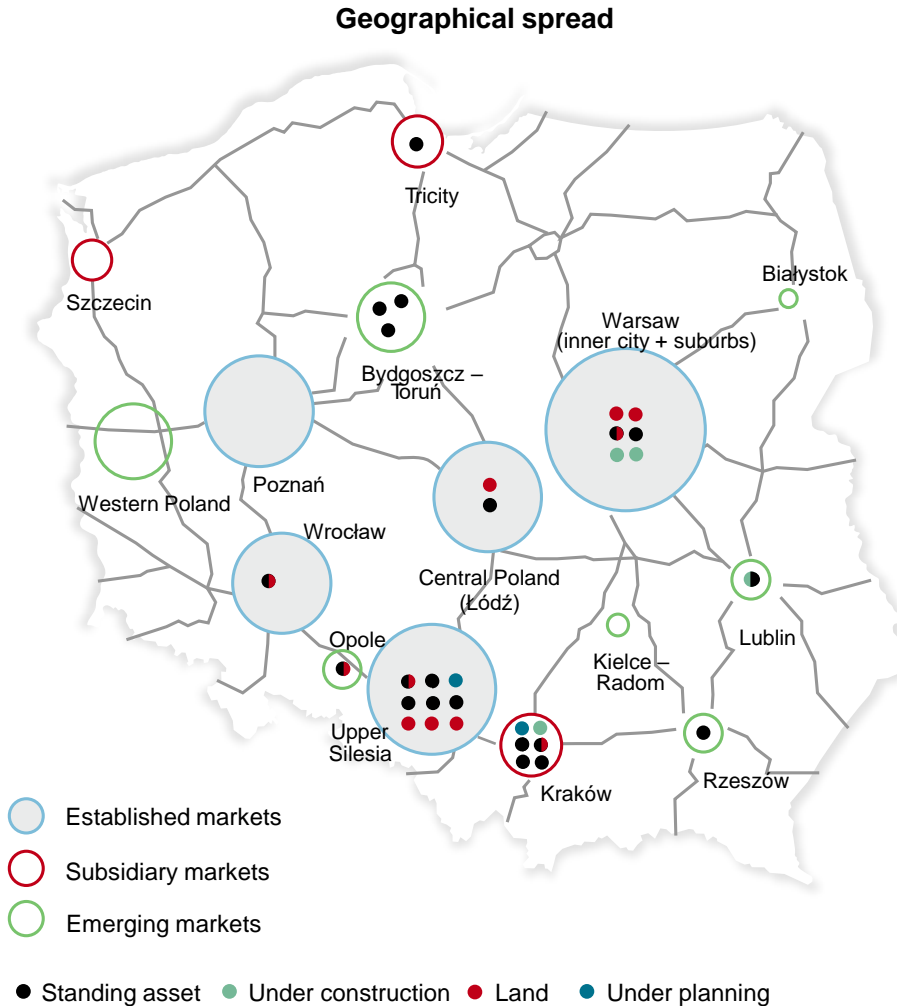 Geographical spread
Tricity
Szczecin
Białystok
Warsaw
(inner city + suburbs)
Bydgoszcz –
Toruń
Western Poland
Poznań
Wrocław
Central Poland
(Łódź)
Lublin
Opole
Kielce –
Radom
Upper
Silesia
Kraków
Rzeszów
Established markets
Subsidiary markets
Emerging markets
Standing asset
Under construction
Land
Under planning